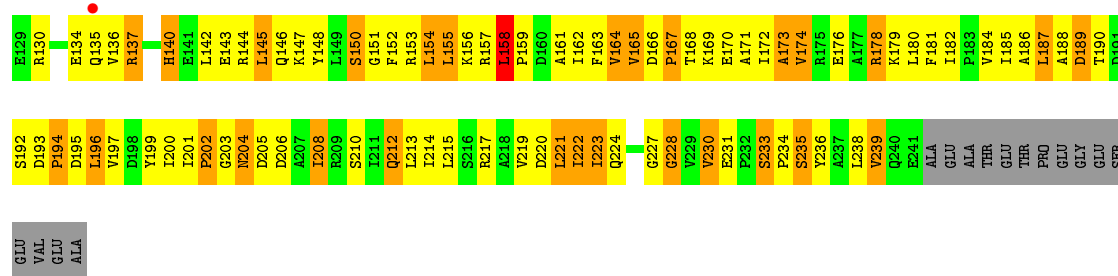 E129 R130 E134 Q135 V136 R137 H140 E141 L142 E143 R144 L145 Q146 K147 Y148 L149 S150 G151 F152 R153 L154 L155 K156 R157 L158 P159 D160 A161 I162 F163 V164 V165 D166 P167 T168 K169 E170 A171 I172 A173 V174 R175 E176 A177 R178 K179 L180 F181 I182 P183 V184 I185 A186 L187 A188 D189 T190 D191
S192 D193 P194 D195 L196 V197 D198 Y199 I200 I201 P202 G203 N204 D205 D206 A207 I208 R209 S210 I211 Q212 L213 I214 L215 S216 R217 A218 V219 D220 L221 I222 I223 Q224 G227 G228 V229 V230 E231 P232 S233 P234 S235 Y236 A237 L238 V239 Q240 E241 ALA GLU ALA THR GLU THR PRO GLU GLY GLU SER
GLU VAL GLU ALA